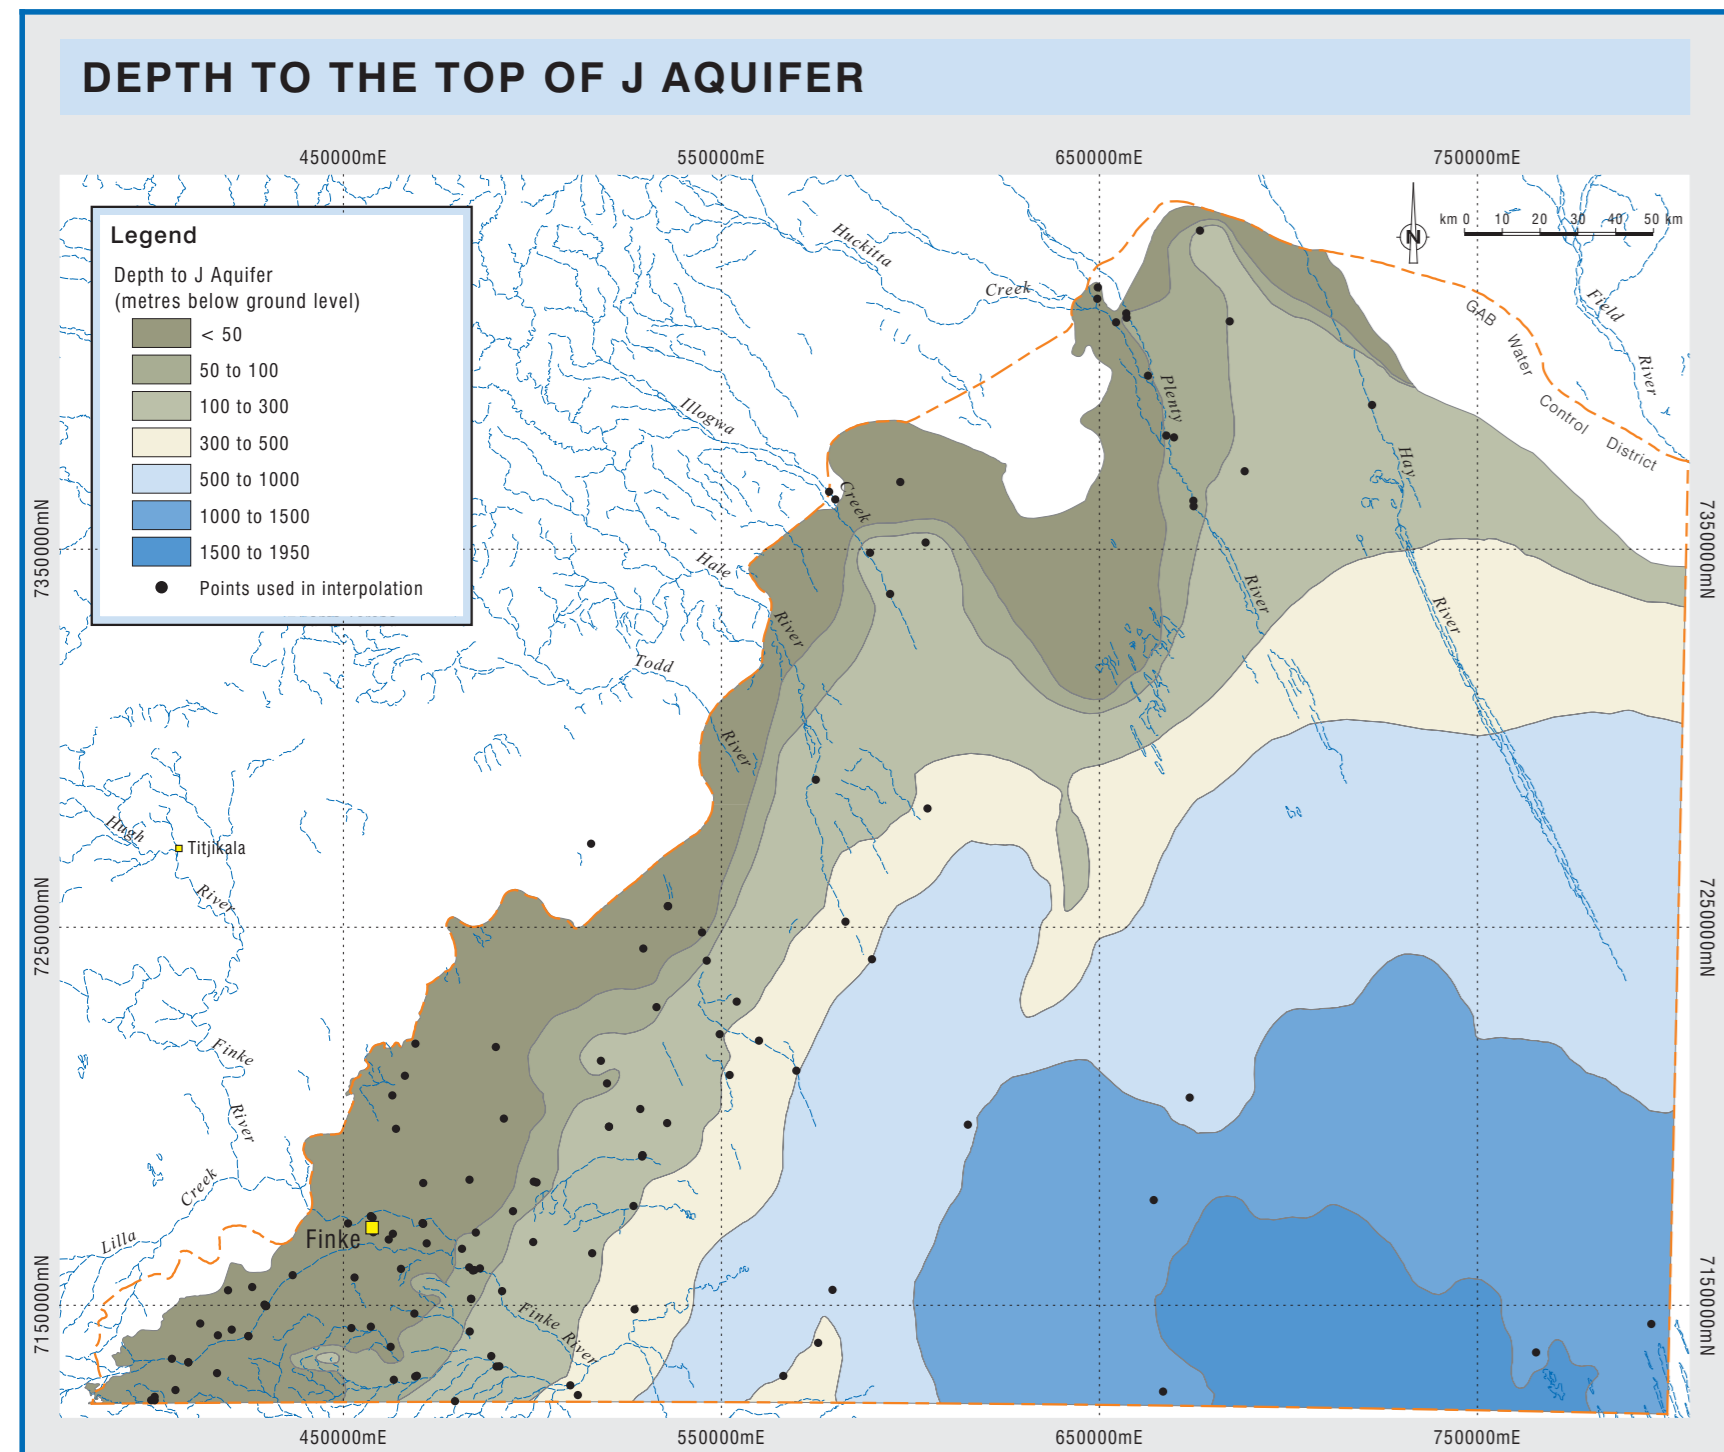 DEPTH TO THE TOP OF J AQUIFER
450000mE
550000mE
650000mE
750000mE
Legend
Depth to J Aquifer
(metres below ground level)
< 50
50 to 100
100 to 300
300 to 500
500 to 1000
1000 to 1500
1500 to 1950
Points used in interpolation
km 0 10 20 30 40 50 km
N
Huckitta
Creek
Field
River
GAB
Water
Control
District
Plenty
River
Hay
River
Illogwa
Creek
Hale
River
Todd
River
Hugh
River
Titjikala
Finke
River
Lilla
Creek
Finke
Finke River
7350000mN
7250000mN
7150000mN
7350000mN
7250000mN
7150000mN
450000mE
550000mE
650000mE
750000mE